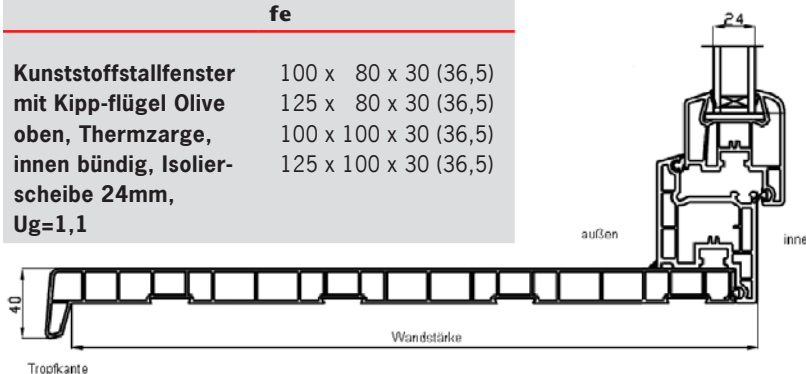 fe
Kunststoffstallfenster 100 x 80 x 30 (36,5)
mit Kipp-flügel Olive 125 x 80 x 30 (36,5)
oben, Thermzarge, 100 x 100 x 30 (36,5)
innen bündig, Isolier- 125 x 100 x 30 (36,5)
scheibe 24mm,
Ug=1,1
24
außen
inne
40
Wandstärke
Tropfkante